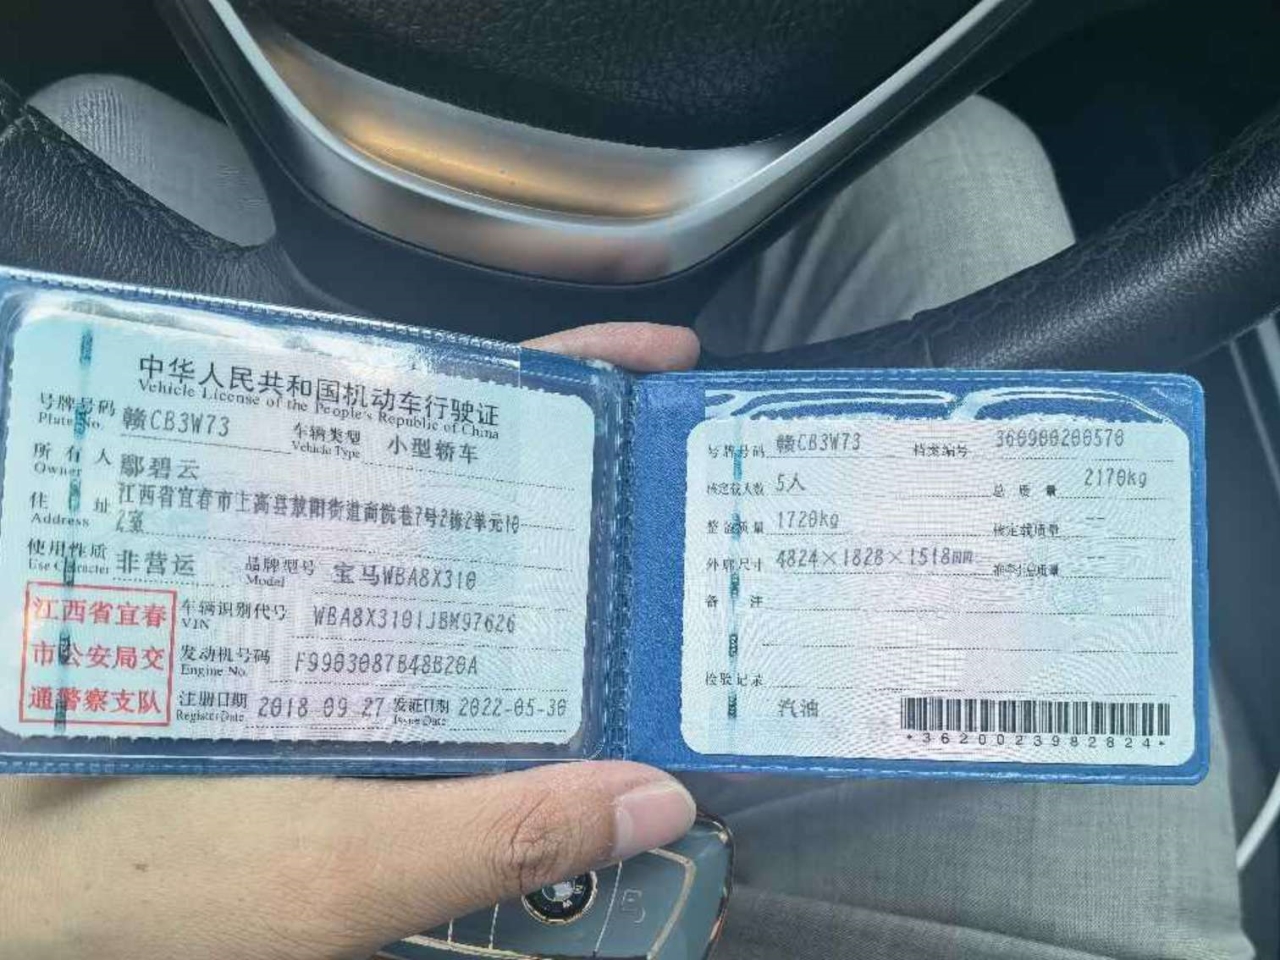 中华人民共和国机动车行驶证
Vehicle License of the People's Republic of China
号牌号码 赣CB3W73 车辆类型 小型轿车
Plate No. Vehicle Type
所有人 鄢碧云
Owner
住址 江西省宜春市上高县敖阳街道南院巷7号2栋2单元10
Address 2室
使用性质 非营运 品牌型号 宝马WBA8X310
Use Character Model
车辆识别代号 WBA8X3101JBM97626
VIN
发动机号码 F9903087B48B20A
Engine No.
注册日期 2018-09-27 发证日期 2022-05-30
Register Date Issue Date
江西省宜春
市公安局交
通警察支队
号牌号码 赣CB3W73 档案编号 360900200570
核定载人数 5人 总质量 2170kg
整备质量 1720kg 核定载质量 --
外廓尺寸 4824×1828×1518mm 准牵引总质量 --
备注
检验记录
汽油
*3620023982824*